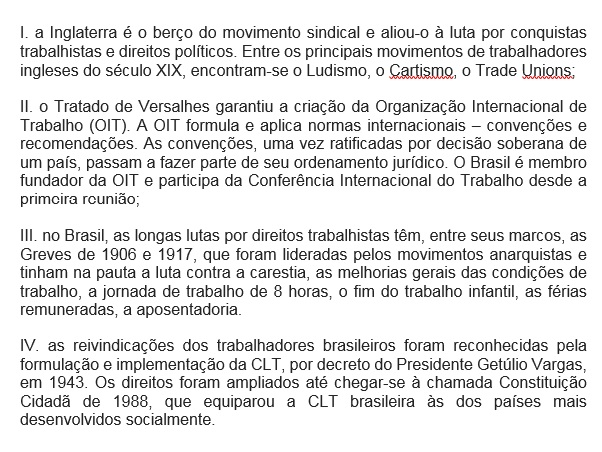 I. a Inglaterra é o berço do movimento sindical e aliou-o à luta por conquistas
trabalhistas e direitos políticos. Entre os principais movimentos de trabalhadores
ingleses do século XIX, encontram-se o Ludismo, o Cartismo, o Trade Unions;
II. o Tratado de Versalhes garantiu a criação da Organização Internacional de
Trabalho (OIT). A OIT formula e aplica normas internacionais – convenções e
recomendações. As convenções, uma vez ratificadas por decisão soberana de
um país, passam a fazer parte de seu ordenamento jurídico. O Brasil é membro
fundador da OIT e participa da Conferência Internacional do Trabalho desde a
primeira reunião;
III. no Brasil, as longas lutas por direitos trabalhistas têm, entre seus marcos, as
Greves de 1906 e 1917, que foram lideradas pelos movimentos anarquistas e
tinham na pauta a luta contra a carestia, as melhorias gerais das condições de
trabalho, a jornada de trabalho de 8 horas, o fim do trabalho infantil, as férias
remuneradas, a aposentadoria.
IV. as reivindicações dos trabalhadores brasileiros foram reconhecidas pela
formulação e implementação da CLT, por decreto do Presidente Getúlio Vargas,
em 1943. Os direitos foram ampliados até chegar-se à chamada Constituição
Cidadã de 1988, que equiparou a CLT brasileira às dos países mais
desenvolvidos socialmente.